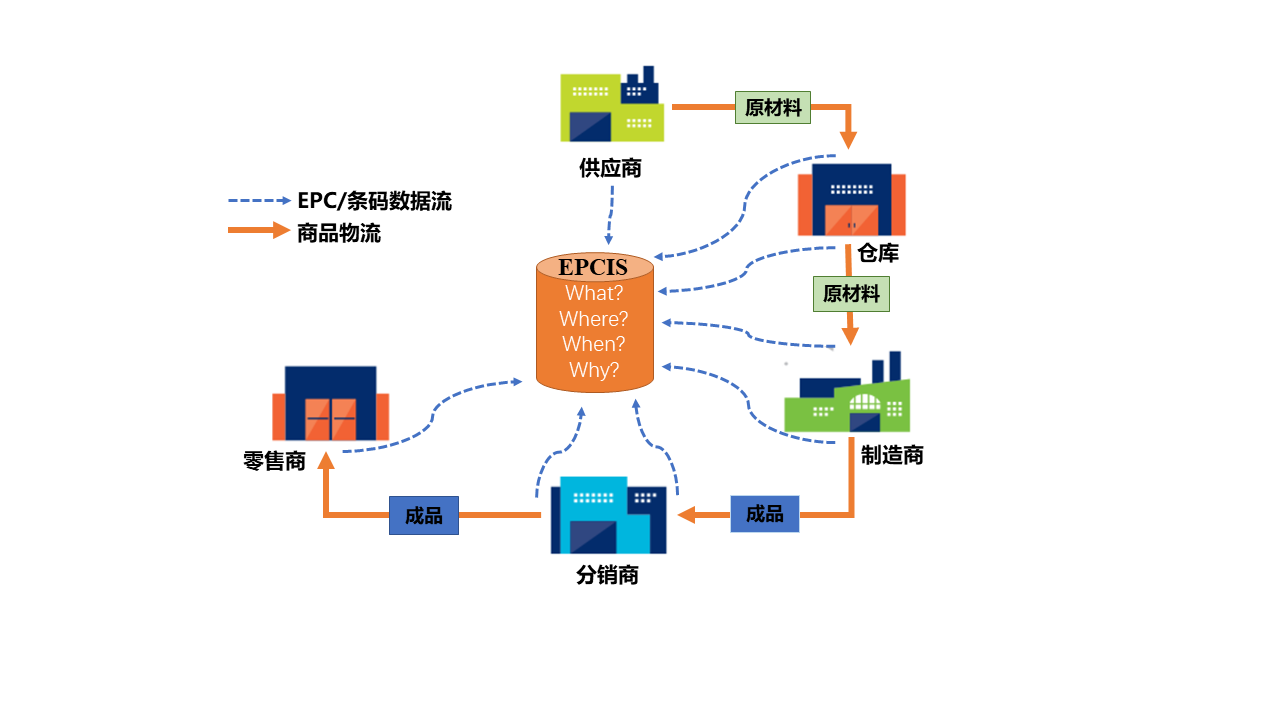 原材料
供应商
EPC/条码数据流
商品物流
仓库
EPCIS
What?
Where?
When?
Why?
原材料
零售商
制造商
成品
成品
分销商